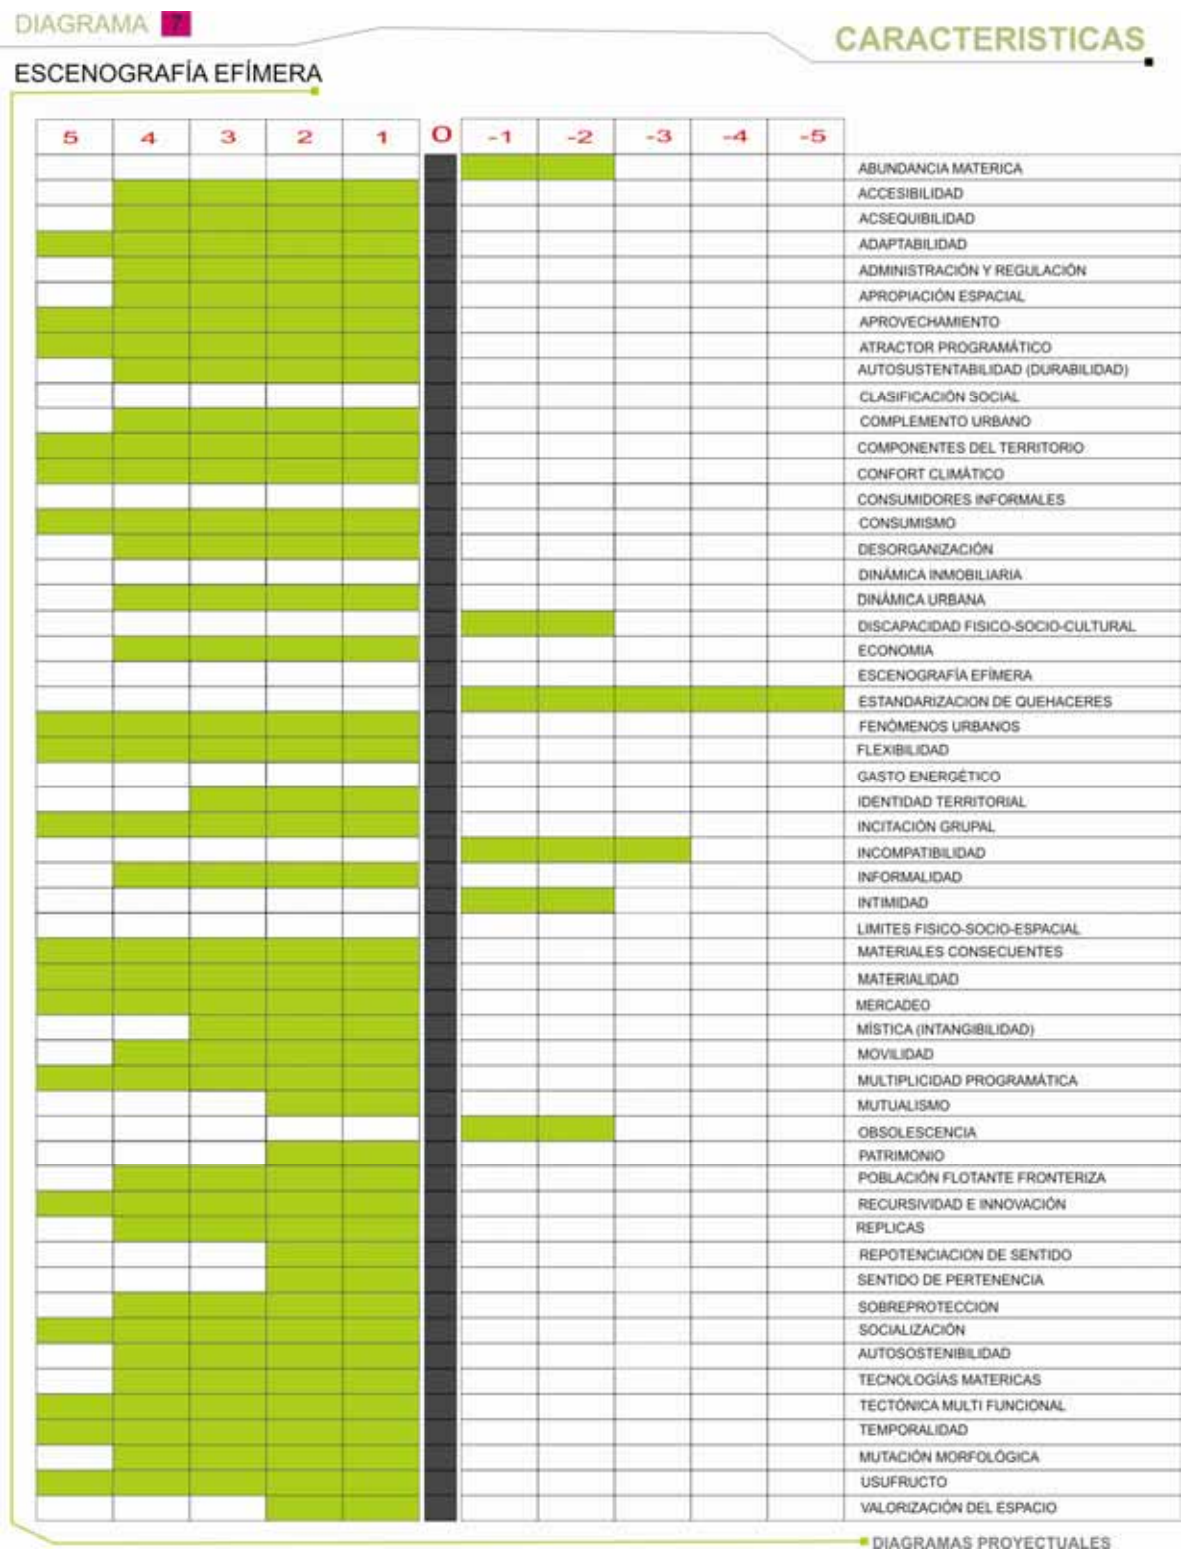 DIAGRAMA 7
CARACTERISTICAS
ESCENOGRAFÍA EFÍMERA
5 4 3 2 1 O -1 -2 -3 -4 -5
ABUNDANCIA MATERICA
ACCESIBILIDAD
ACSEQUIBILIDAD
ADAPTABILIDAD
ADMINISTRACIÓN Y REGULACIÓN
APROPIACIÓN ESPACIAL
APROVECHAMIENTO
ATRACTOR PROGRAMÁTICO
AUTOSUSTENTABILIDAD (DURABILIDAD)
CLASIFICACIÓN SOCIAL
COMPLEMENTO URBANO
COMPONENTES DEL TERRITORIO
CONFORT CLIMÁTICO
CONSUMIDORES INFORMALES
CONSUMISMO
DESORGANIZACIÓN
DINÁMICA INMOBILIARIA
DINÁMICA URBANA
DISCAPACIDAD FISICO-SOCIO-CULTURAL
ECONOMIA
ESCENOGRAFÍA EFÍMERA
ESTANDARIZACION DE QUEHACERES
FENÓMENOS URBANOS
FLEXIBILIDAD
GASTO ENERGÉTICO
IDENTIDAD TERRITORIAL
INCITACIÓN GRUPAL
INCOMPATIBILIDAD
INFORMALIDAD
INTIMIDAD
LIMITES FISICO-SOCIO-ESPACIAL
MATERIALES CONSECUENTES
MATERIALIDAD
MERCADEO
MÍSTICA (INTANGIBILIDAD)
MOVILIDAD
MULTIPLICIDAD PROGRAMÁTICA
MUTUALISMO
OBSOLESCENCIA
PATRIMONIO
POBLACIÓN FLOTANTE FRONTERIZA
RECURSIVIDAD E INNOVACIÓN
REPLICAS
REPOTENCIACION DE SENTIDO
SENTIDO DE PERTENENCIA
SOBREPROTECCION
SOCIALIZACIÓN
AUTOSOSTENIBILIDAD
TECNOLOGÍAS MATERICAS
TECTÓNICA MULTI FUNCIONAL
TEMPORALIDAD
MUTACIÓN MORFOLÓGICA
USUFRUCTO
VALORIZACIÓN DEL ESPACIO
DIAGRAMAS PROYECTUALES